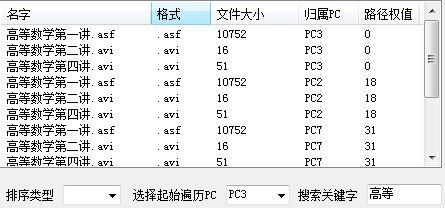 名字 格式 文件大小 归属PC 路径权值
高等数学第一讲.asf .asf 10752 PC3 0
高等数学第二讲.avi .avi 16 PC3 0
高等数学第四讲.avi .avi 51 PC3 0
高等数学第一讲.asf .asf 10752 PC2 18
高等数学第二讲.avi .avi 16 PC2 18
高等数学第四讲.avi .avi 51 PC2 18
高等数学第一讲.asf .asf 10752 PC7 31
高等数学第二讲.avi .avi 16 PC7 31
高等数学第四讲.avi .avi 51 PC7 31
排序类型 选择起始遍历PC PC3 搜索关键字 高等